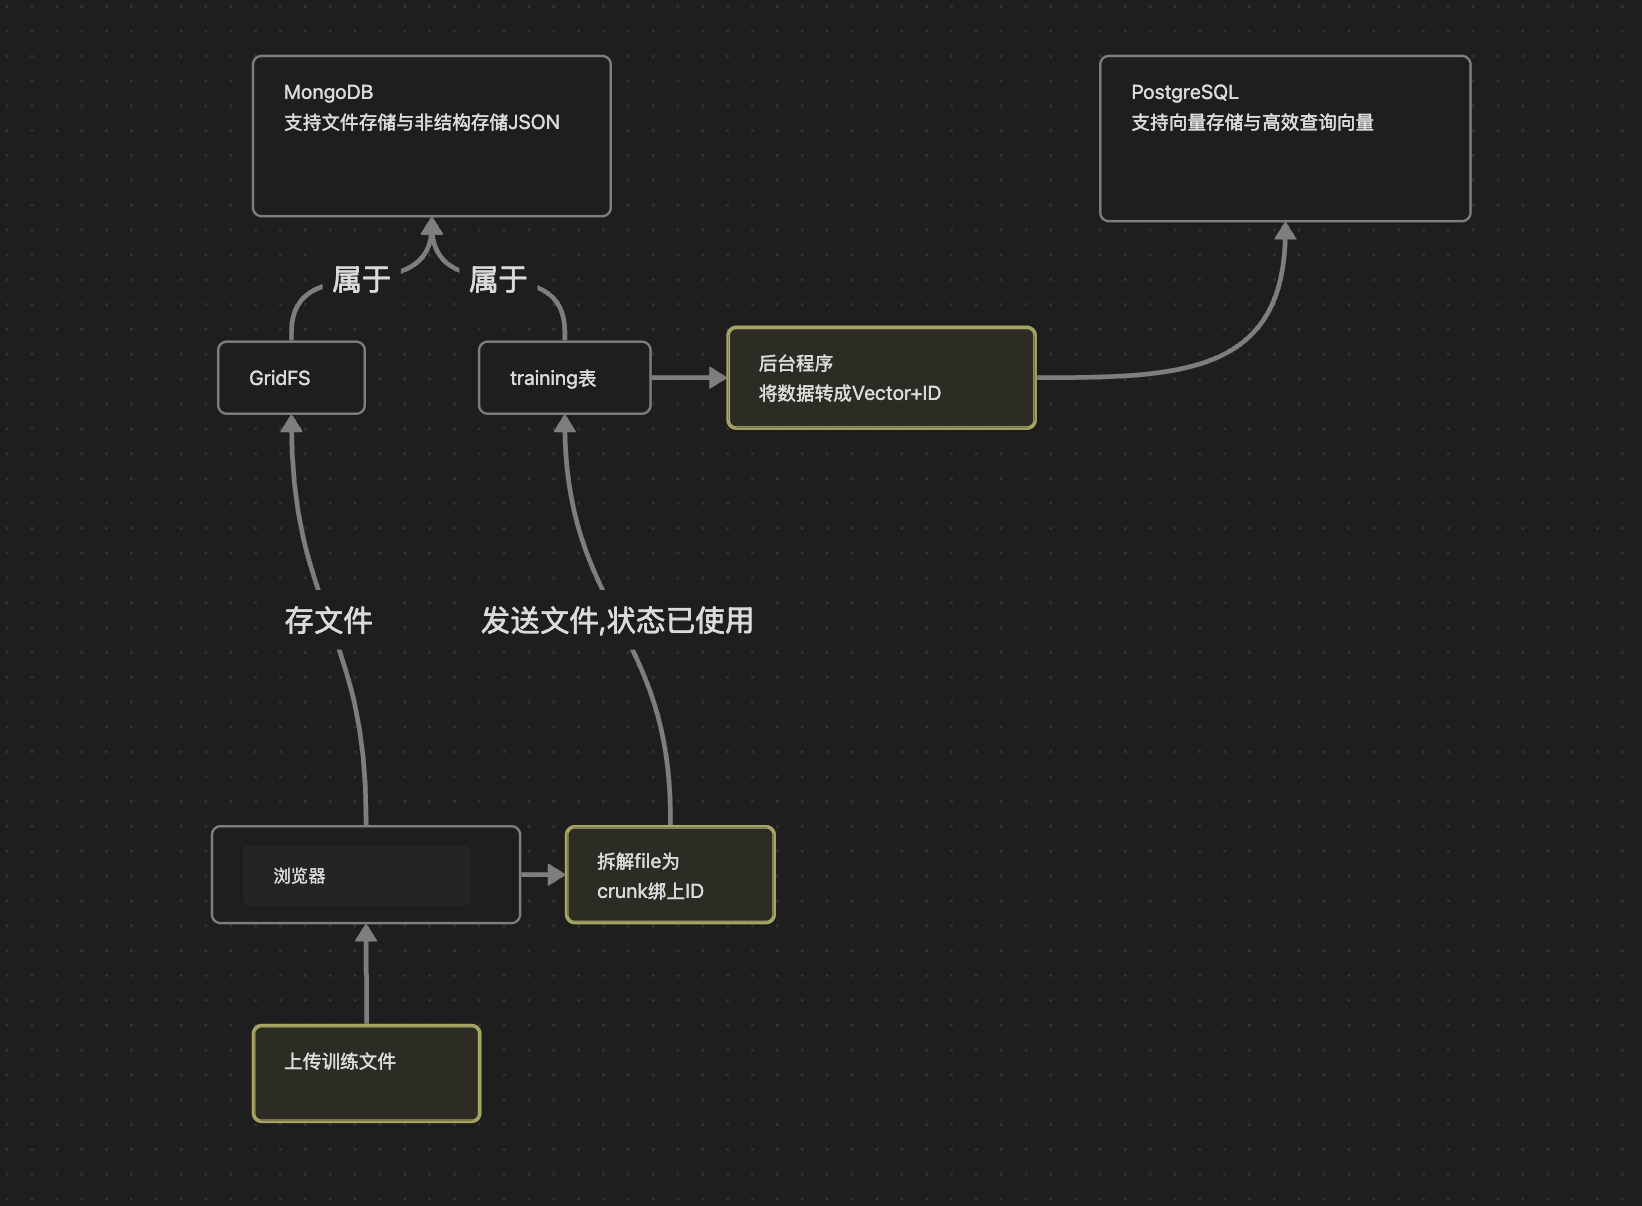 MongoDB
支持文件存储与非结构存储JSON
PostgreSQL
支持向量存储与高效查询向量
属于
属于
GridFS
training表
后台程序
将数据转成Vector+ID
存文件
发送文件,状态已使用
浏览器
拆解file为
crunk绑上ID
上传训练文件